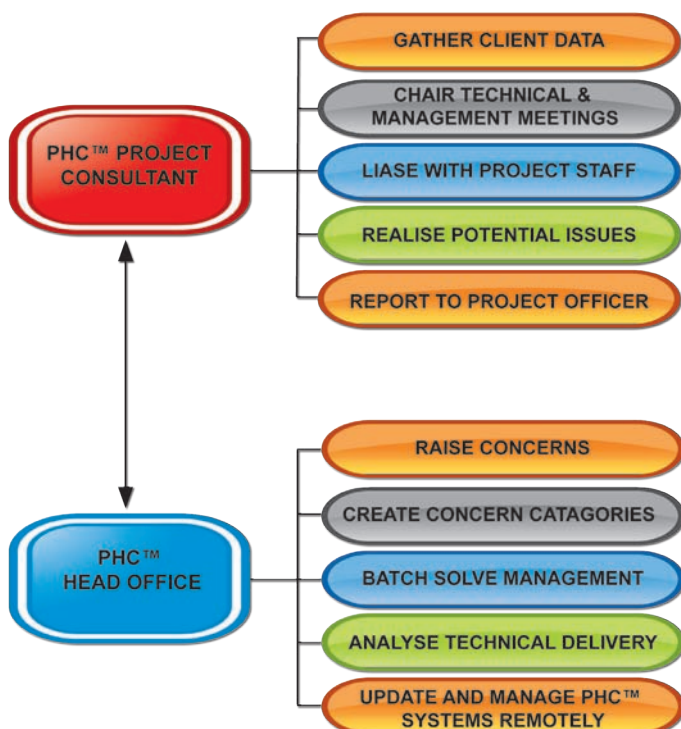 GATHER CLIENT DATA
CHAIR TECHNICAL &
MANAGEMENT MEETINGS
PHC™ PROJECT
CONSULTANT
LIASE WITH PROJECT STAFF
REALISE POTENTIAL ISSUES
REPORT TO PROJECT OFFICER
RAISE CONCERNS
CREATE CONCERN CATAGORIES
PHC™
HEAD OFFICE
BATCH SOLVE MANAGEMENT
ANALYSE TECHNICAL DELIVERY
UPDATE AND MANAGE PHC™
SYSTEMS REMOTELY